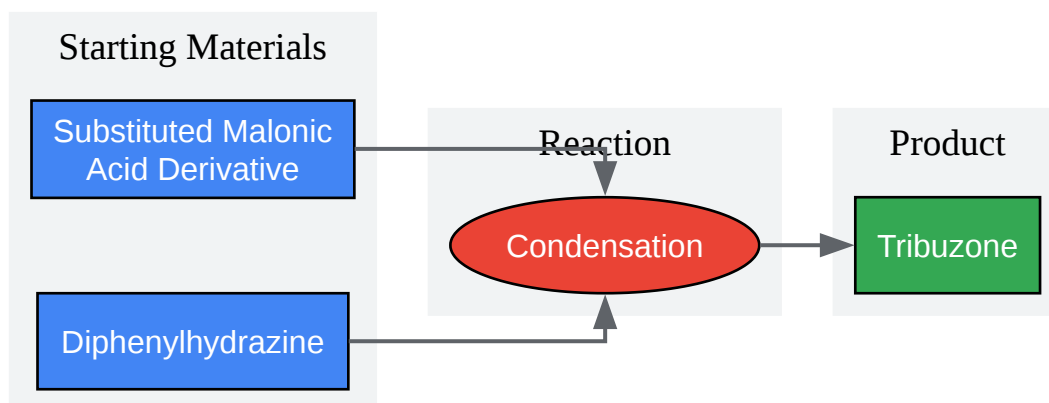 Starting Materials
Substituted Malonic
Acid Derivative
Diphenylhydrazine
Reaction
Condensation
Product
Tribuzone